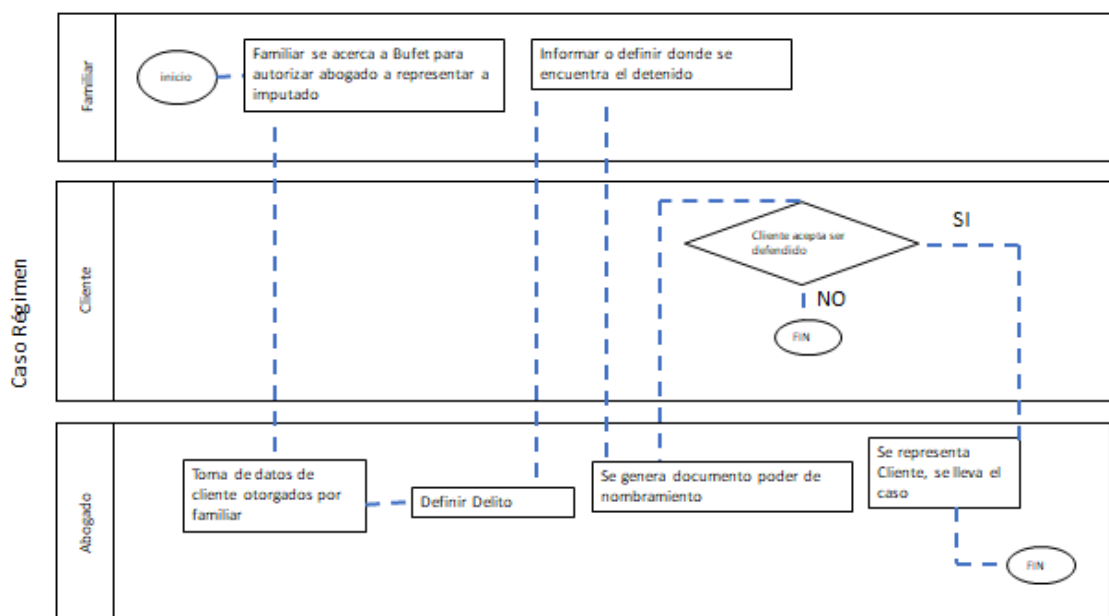 Caso Régimen
Familiar
inicio
Familiar se acerca a Bufet para
autorizar abogado a representar a
imputado
Informar o definir donde se
encuentra el detenido
Cliente
Cliente acepta ser
defendido
SI
NO
FIN
Abogado
Toma de datos de
cliente otorgados por
familiar
Definir Delito
Se genera documento poder de
nombramiento
Se representa
Cliente, se lleva el
caso
FIN